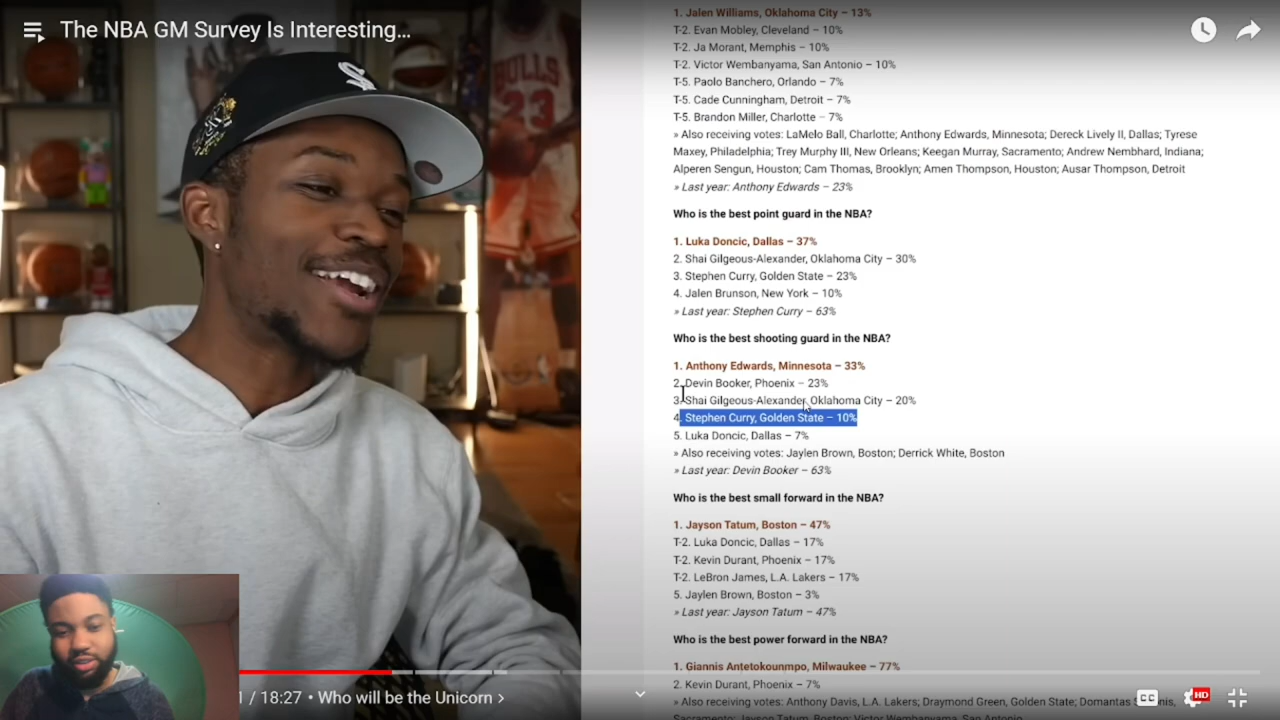 The NBA GM Survey Is Interesting...
BULLS
23
1. Jalen Williams, Oklahoma City – 13%
T-2. Evan Mobley, Cleveland – 10%
T-2. Ja Morant, Memphis – 10%
T-2. Victor Wembanyama, San Antonio – 10%
T-5. Paolo Banchero, Orlando – 7%
T-5. Cade Cunningham, Detroit – 7%
T-5. Brandon Miller, Charlotte – 7%
» Also receiving votes: LaMelo Ball, Charlotte; Anthony Edwards, Minnesota; Dereck Lively II, Dallas; Tyrese
Maxey, Philadelphia; Trey Murphy III, New Orleans; Keegan Murray, Sacramento; Andrew Nembhard, Indiana;
Alperen Sengun, Houston; Cam Thomas, Brooklyn; Amen Thompson, Houston; Ausar Thompson, Detroit
» Last year: Anthony Edwards – 23%
Who is the best point guard in the NBA?
1. Luka Doncic, Dallas – 37%
2. Shai Gilgeous-Alexander, Oklahoma City – 30%
3. Stephen Curry, Golden State – 23%
4. Jalen Brunson, New York – 10%
» Last year: Stephen Curry – 63%
Who is the best shooting guard in the NBA?
1. Anthony Edwards, Minnesota – 33%
2. Devin Booker, Phoenix – 23%
3. Shai Gilgeous-Alexander, Oklahoma City – 20%
4. Stephen Curry, Golden State – 10%
5. Luka Doncic, Dallas – 7%
» Also receiving votes: Jaylen Brown, Boston; Derrick White, Boston
» Last year: Devin Booker – 63%
Who is the best small forward in the NBA?
1. Jayson Tatum, Boston – 47%
T-2. Luka Doncic, Dallas – 17%
T-2. Kevin Durant, Phoenix – 17%
T-2. LeBron James, L.A. Lakers – 17%
5. Jaylen Brown, Boston – 3%
» Last year: Jayson Tatum – 47%
Who is the best power forward in the NBA?
1. Giannis Antetokounmpo, Milwaukee – 77%
2. Kevin Durant, Phoenix – 7%
» Also receiving votes: Anthony Davis, L.A. Lakers; Draymond Green, Golden State; Domantas
1 / 18:27 • Who will be the Unicorn >
CC
HD